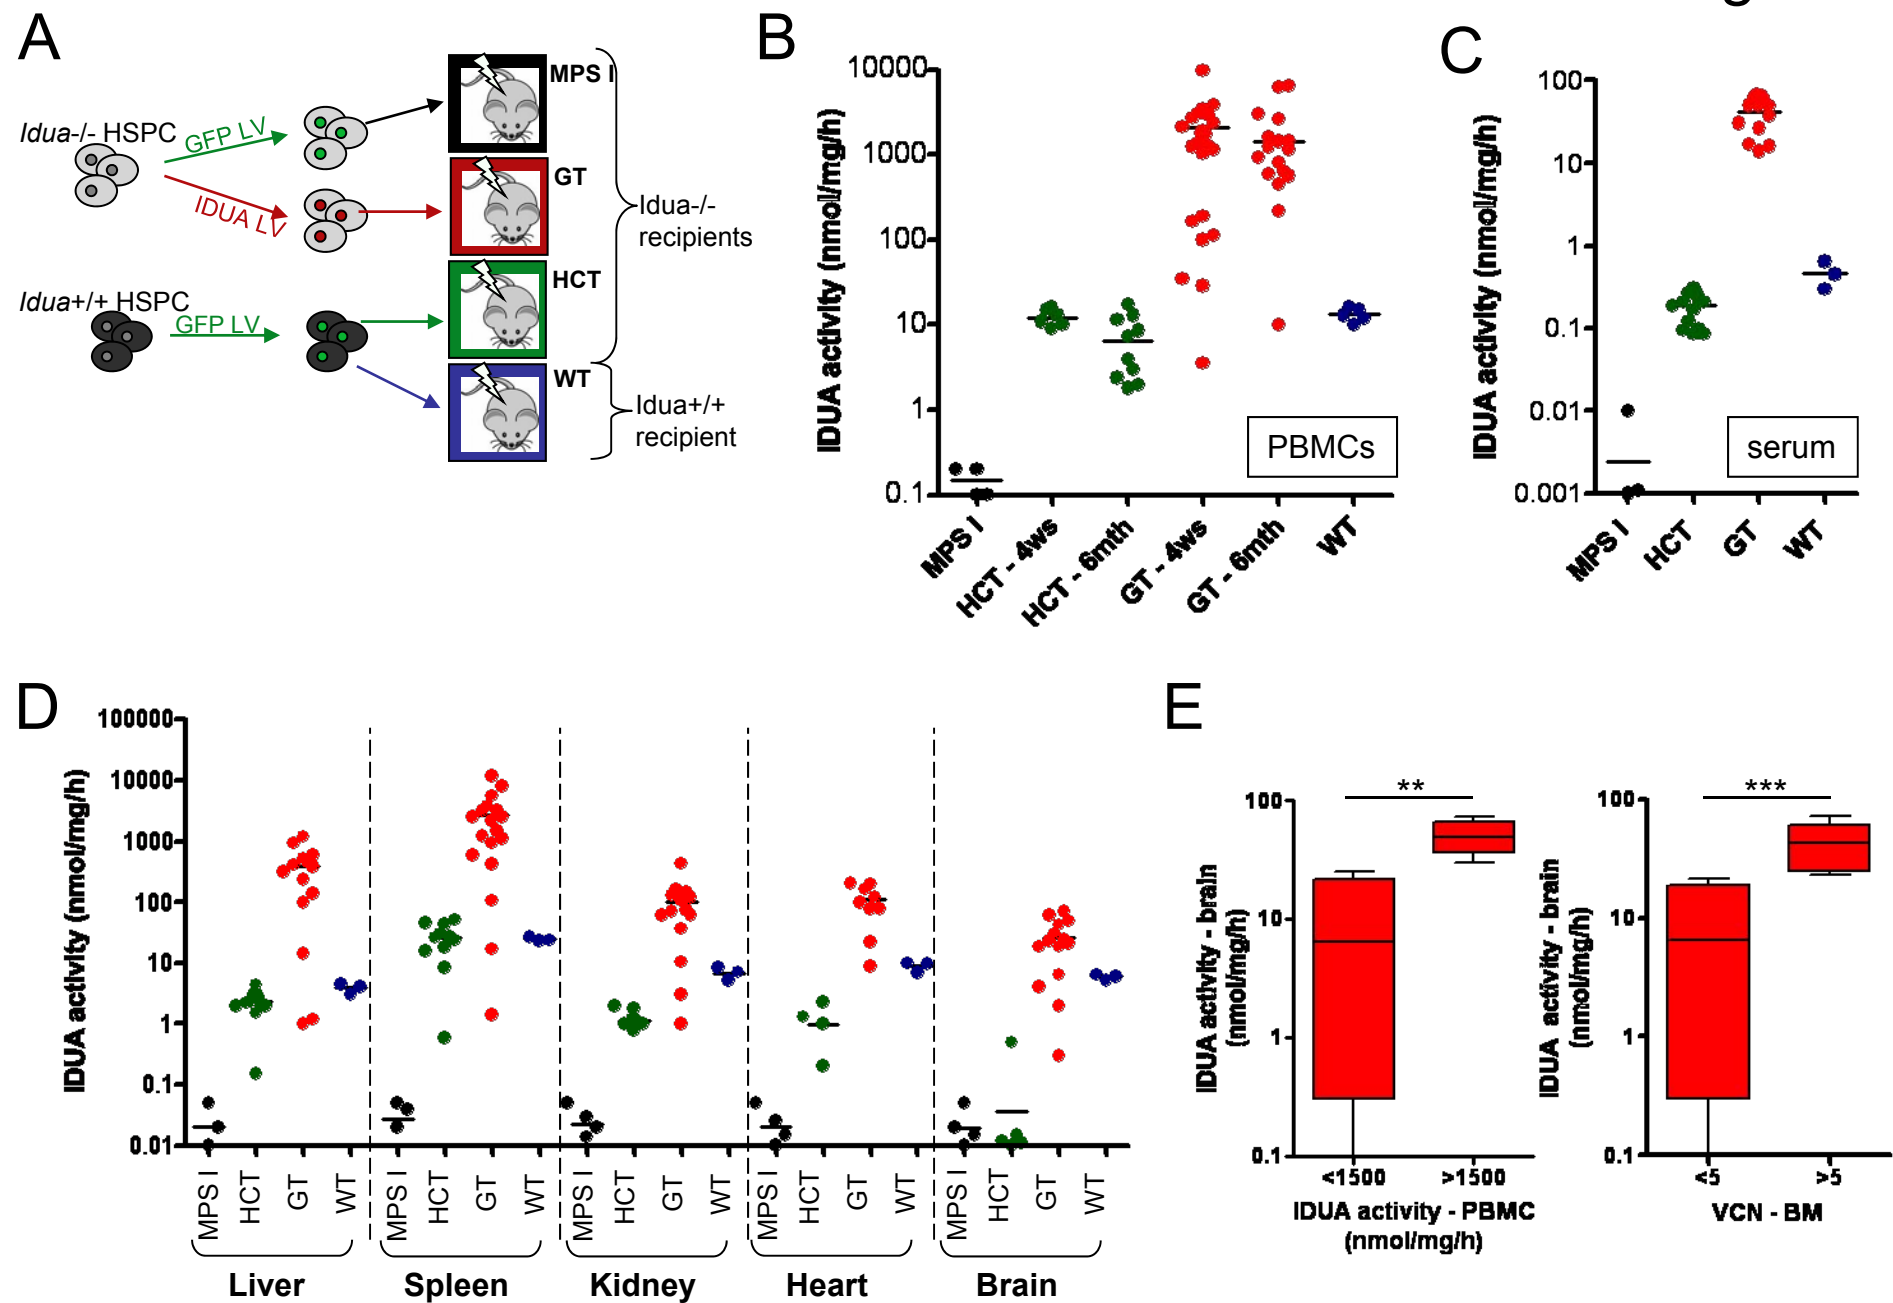 g
A
Idua-/- HSPC
GFP LV
IDUA LV
Idua+/+ HSPC
GFP LV
MPS I
GT
HCT
WT
Idua-/-
recipients
Idua+/+
recipient
B
IDUA activity (nmol/mg/h)
10000
1000
100
10
1
0.1
PBMCs
MPS I
HCT - 4ws
HCT - 6mth
GT - 4ws
GT - 6mth
WT
C
IDUA activity (nmol/mg/h)
100
10
1
0.1
0.01
0.001
serum
MPS I
HCT
GT
WT
D
IDUA activity (nmol/mg/h)
100000
10000
1000
100
10
1
0.1
0.01
MPS I
HCT
GT
WT
MPS I
HCT
GT
WT
MPS I
HCT
GT
WT
MPS I
HCT
GT
WT
MPS I
HCT
GT
WT
Liver
Spleen
Kidney
Heart
Brain
E
IDUA activity - brain
(nmol/mg/h)
100
10
1
0.1
**
<1500
>1500
IDUA activity - PBMC
(nmol/mg/h)
IDUA activity - brain
(nmol/mg/h)
100
10
1
0.1
***
<5
>5
VCN - BM